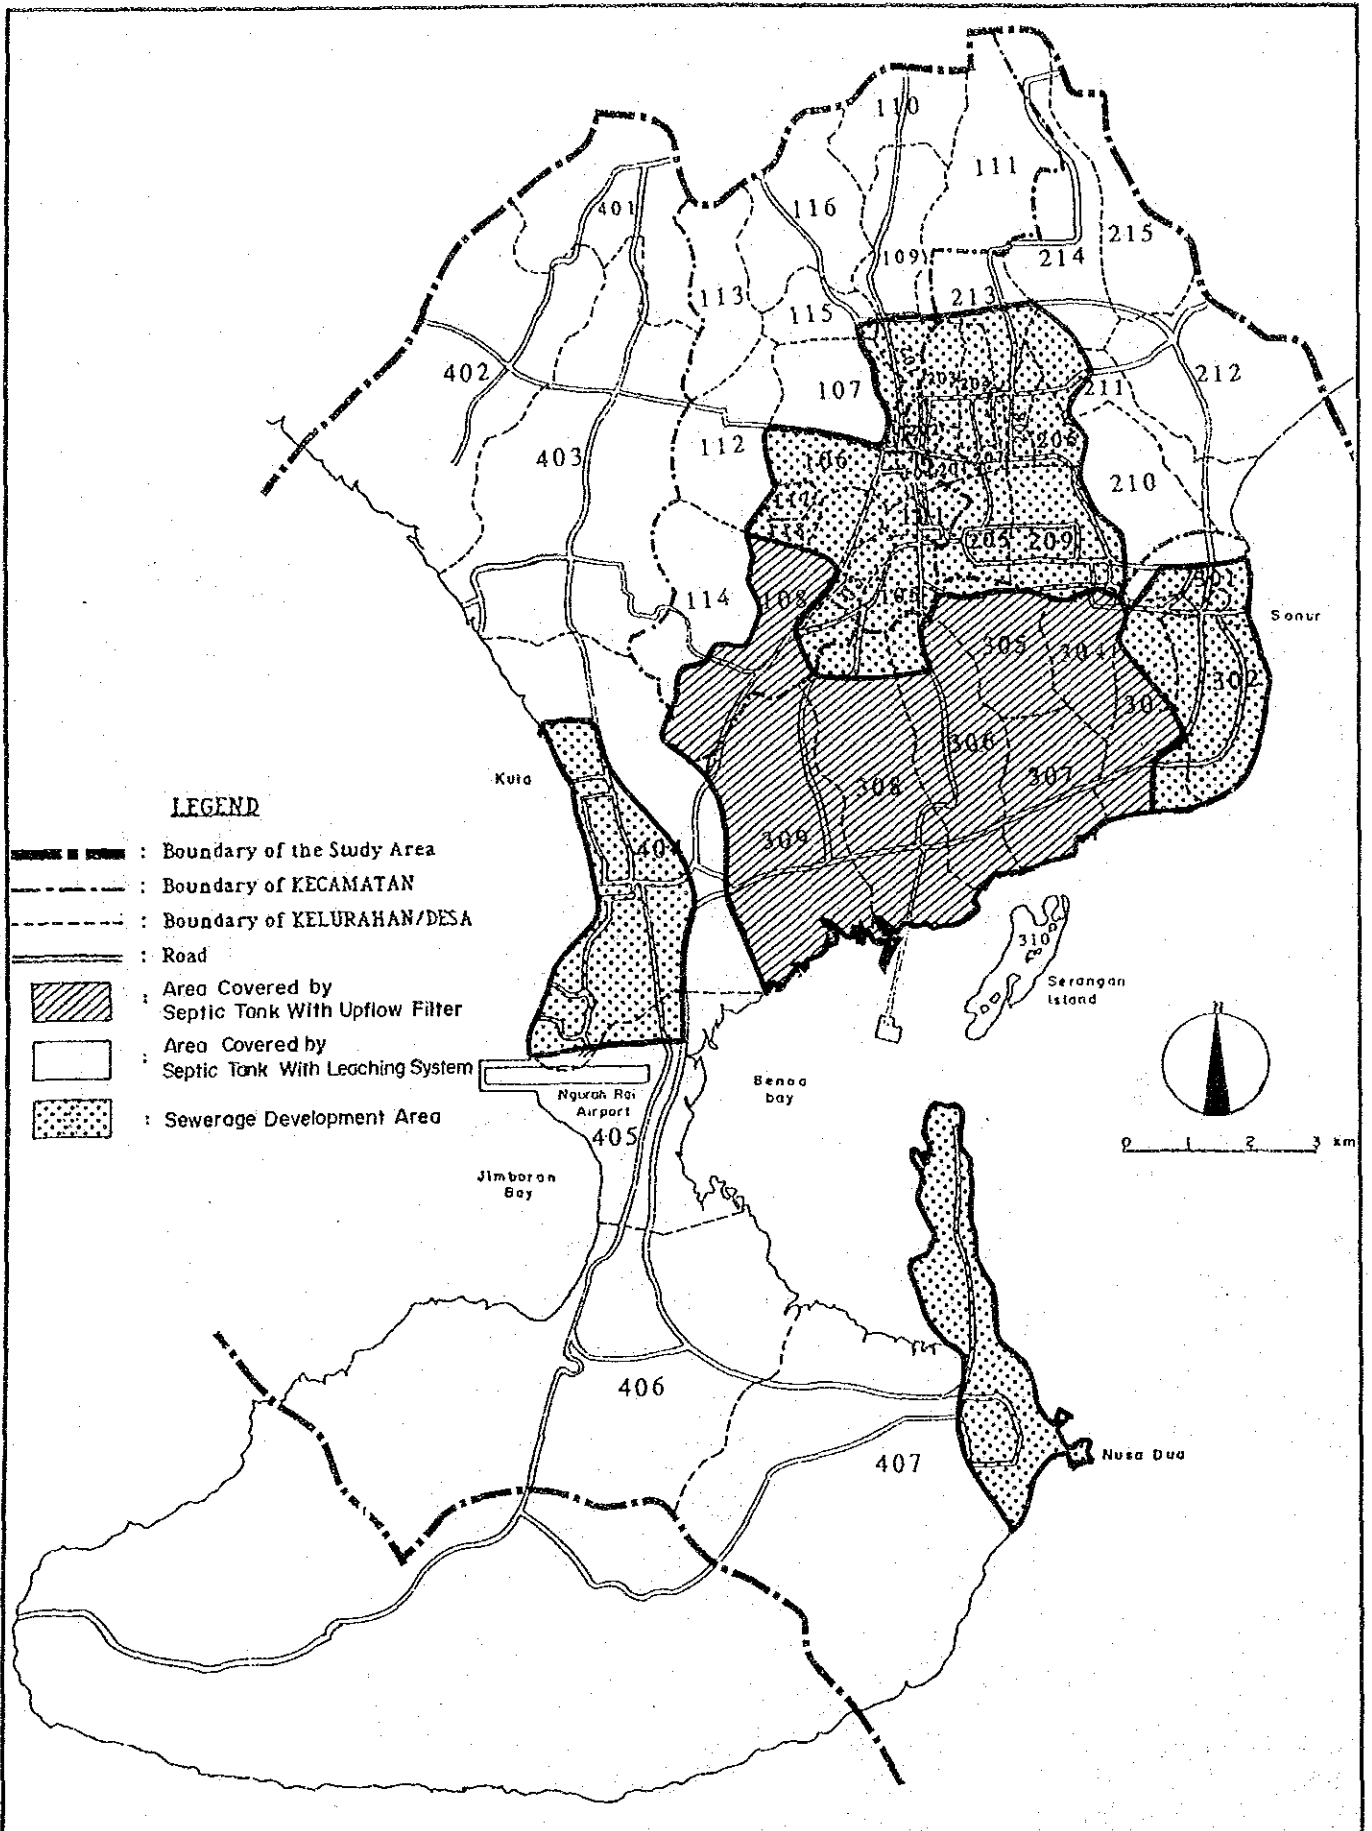 110
111
116
401
215
109
214
113
213
115
402
107
211
212
112
403
106
206
210
205
209
301
114
108
105
Sanur
305
304
302
306
Kuta
308
307
LEGEND
309
404
: Boundary of the Study Area
: Boundary of KECAMATAN
: Boundary of KELURAHAN/DESA
: Road
310
Serangan
Island
: Area Covered by
Septic Tank With Upflow Filter
N
: Area Covered by
Septic Tank With Leaching System
Ngurah Rai
Airport
Benoa
bay
: Sewerage Development Area
405
0 1 2 3 km
Jimbaran
Bay
406
407
Nusa Dua